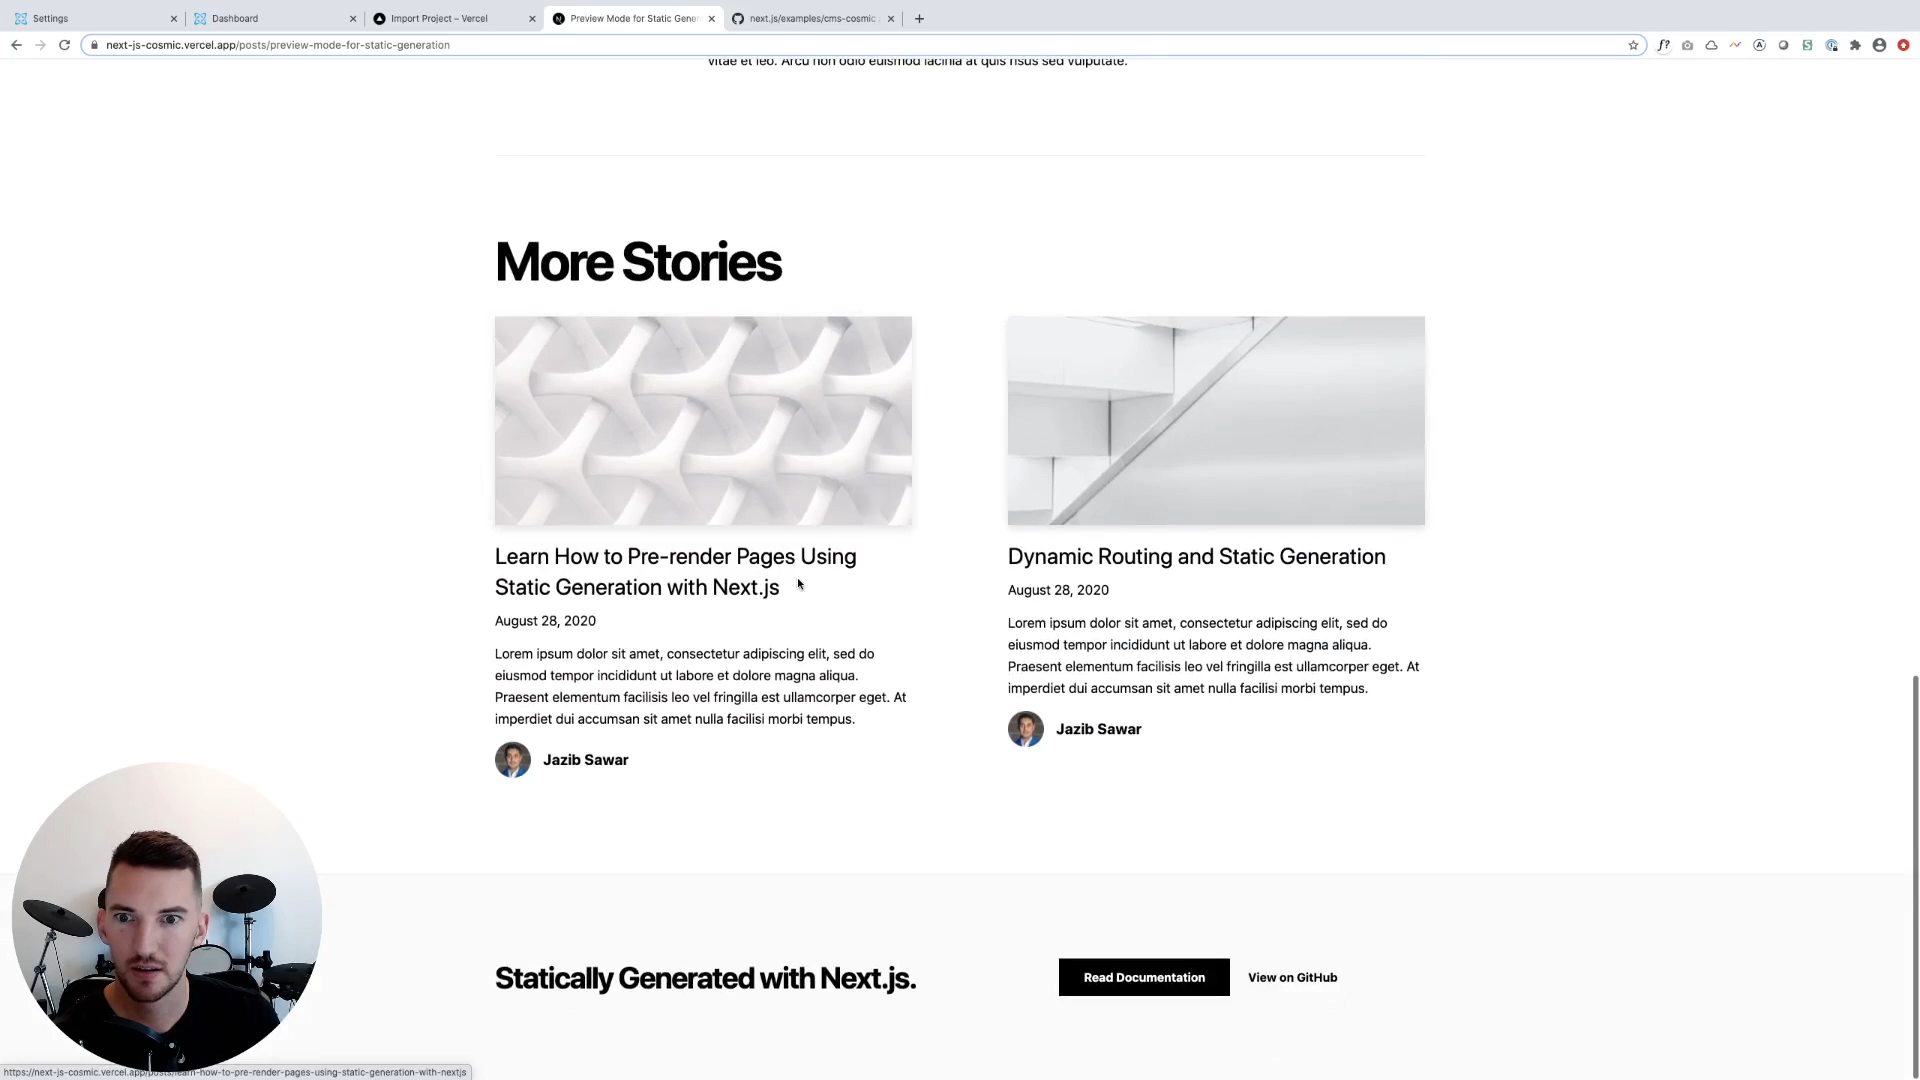 Settings
Dashboard
Import Project – Vercel
Preview Mode for Static Gener
next.js/examples/cms-cosmic
next-js-cosmic.vercel.app/posts/preview-mode-for-static-generation
vitae et leo. Arcu non odio euismod lacinia at quis risus sed vulputate.
More Stories
Learn How to Pre-render Pages Using
Static Generation with Next.js
August 28, 2020
Lorem ipsum dolor sit amet, consectetur adipiscing elit, sed do
eiusmod tempor incididunt ut labore et dolore magna aliqua.
Praesent elementum facilisis leo vel fringilla est ullamcorper eget. At
imperdiet dui accumsan sit amet nulla facilisi morbi tempus.
Jazib Sawar
Dynamic Routing and Static Generation
August 28, 2020
Lorem ipsum dolor sit amet, consectetur adipiscing elit, sed do
eiusmod tempor incididunt ut labore et dolore magna aliqua.
Praesent elementum facilisis leo vel fringilla est ullamcorper eget. At
imperdiet dui accumsan sit amet nulla facilisi morbi tempus.
Jazib Sawar
Statically Generated with Next.js.
Read Documentation
View on GitHub
https://next-js-cosmic.vercel.app/posts/learn-how-to-pre-render-pages-using-static-generation-with-nextjs